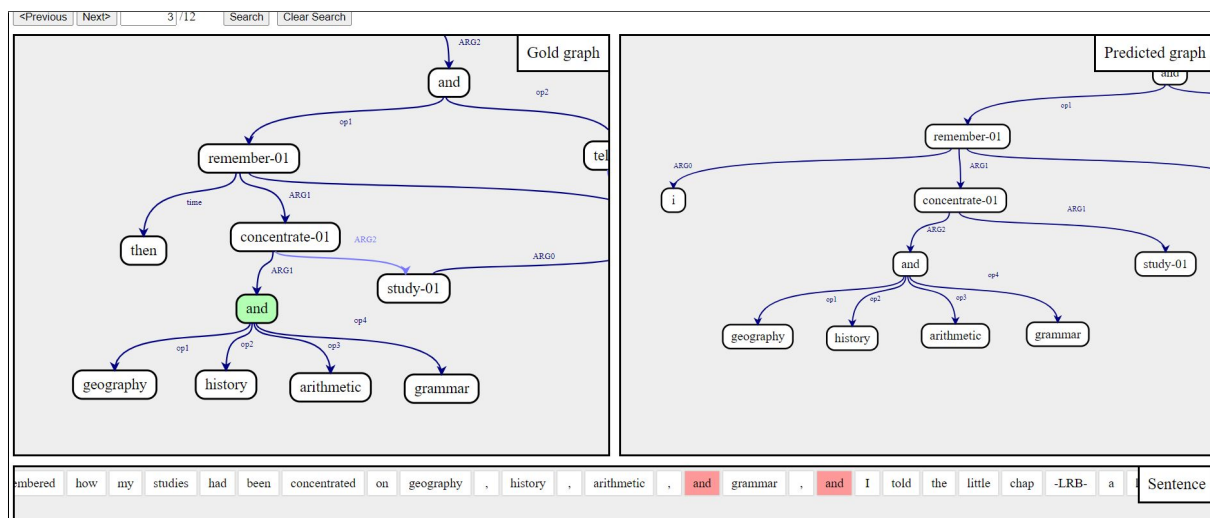 <Previous Next> 3 /12 Search Clear Search
Gold graph
ARG2
and
op1
op2
remember-01
time
ARG1
then
concentrate-01
ARG2
ARG1
ARG0
study-01
and
op1
op2
op3
op4
geography
history
arithmetic
grammar
Predicted graph
and
op1
remember-01
ARG0
ARG1
i
concentrate-01
ARG2
ARG1
and
study-01
op1
op2
op3
op4
geography
history
arithmetic
grammar
how my studies had been concentrated on geography , history , arithmetic , and grammar , and I told the little chap -LRB- a
Sentence